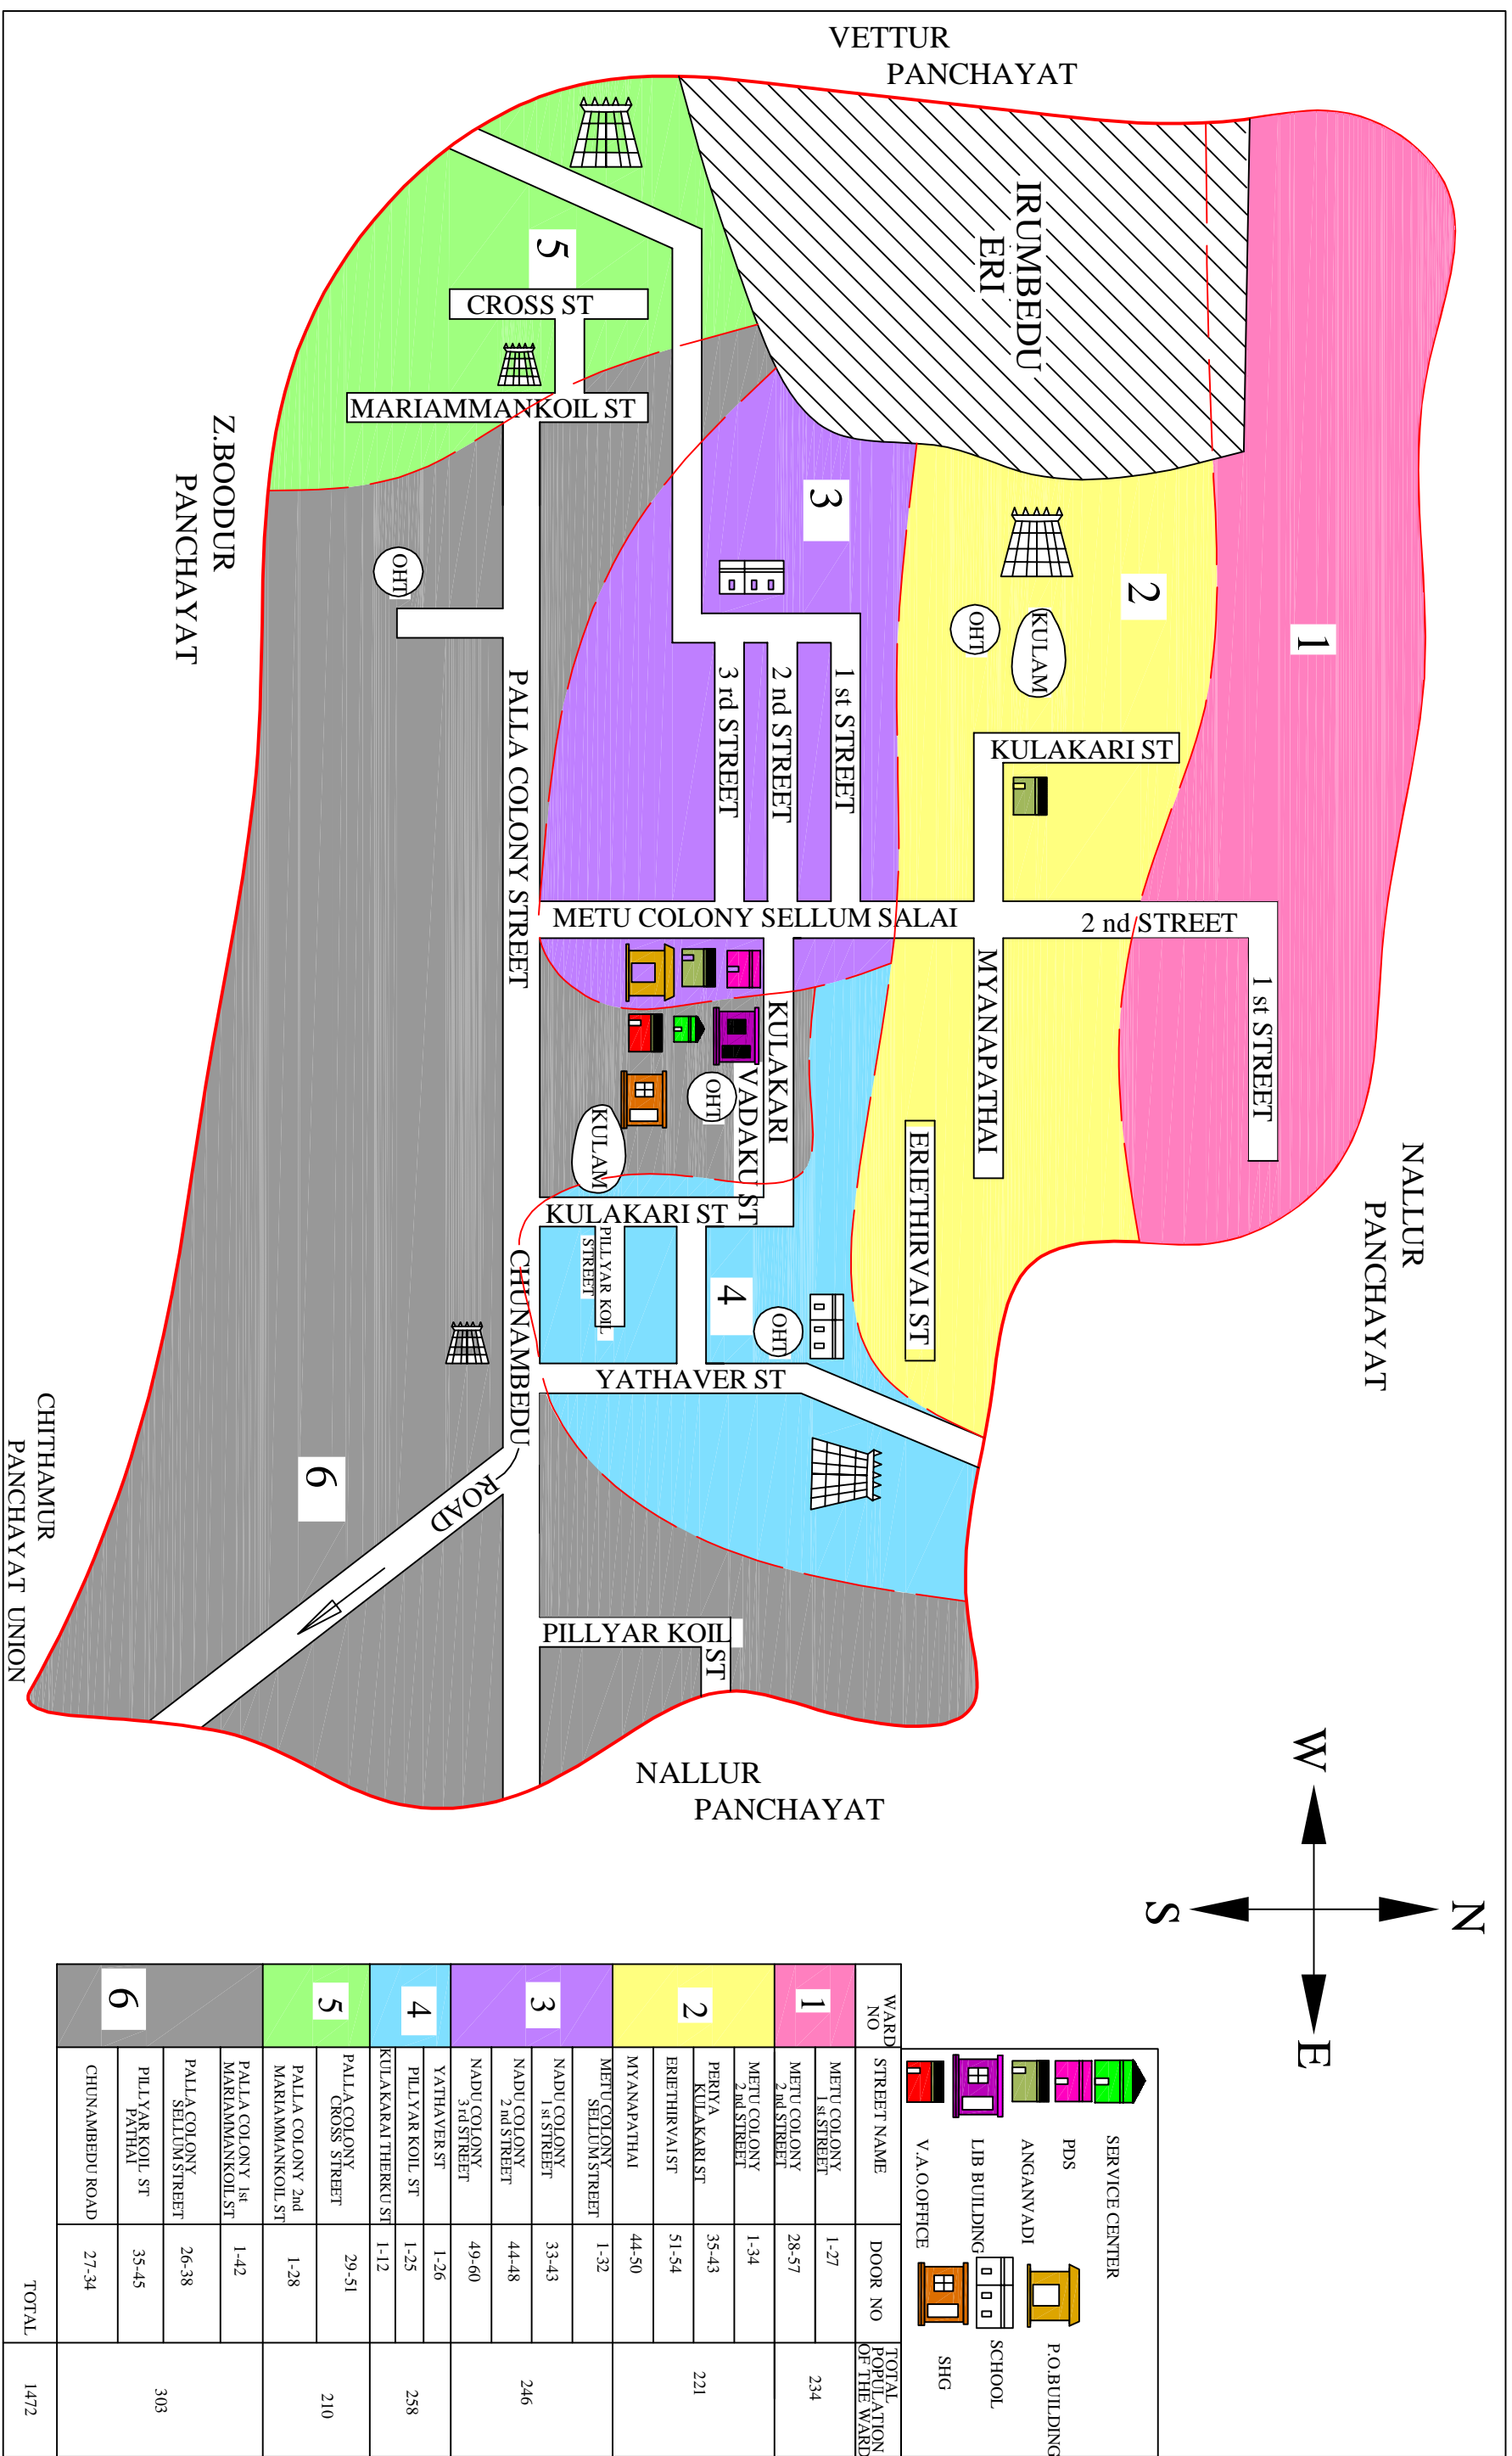 VETTUR
PANCHAYAT
IRUMBEDU
ERI
1
2
3
4
5
6
NALLUR
PANCHAYAT
Z.BOODUR
PANCHAYAT
CHITHAMUR
PANCHAYAT UNION
NALLUR
PANCHAYAT
CROSS ST
MARIAMMANKOIL ST
OHT
OHT
KULAM
KULAKARI ST
1 st STREET
2 nd STREET
3 rd STREET
PALLA COLONY STREET
METU COLONY SELLUM SALAI
2 nd STREET
1 st STREET
MYANAPATHAI
ERIETHIRVAI ST
KULAKARI
VADAKU ST
OHT
KULAM
KULAKARI ST
PILLYAR KOIL
STREET
OHT
YATHAVER ST
CHUNAMBEDU
ROAD
PILLYAR KOIL
ST
N
W
E
S
SERVICE CENTER
PDS
ANGANVADI
LIB BUILDING
V.A.O.OFFICE
P.O.BUILDING
SCHOOL
SHG
WARD NO STREET NAME DOOR NO TOTAL POPULATION OF THE WARD
1 METU COLONY 1 st STREET 1-27 234
METU COLONY 2 nd STREET 28-57
2 METU COLONY 2 nd STREET 1-34 221
PERIYA KULAKARI ST 35-43
ERIETHIRVAI ST 51-54
MYANAPATHAI 44-50
3 METU COLONY SELLUM STREET 1-32 246
NADU COLONY 1 st STREET 33-43
NADU COLONY 2 nd STREET 44-48
NADU COLONY 3 rd STREET 49-60
4 YATHAVER ST 1-26 258
PILLYAR KOIL ST 1-25
KULAKARAI THERKU ST 1-12
5 PALLA COLONY CROSS STREET 29-51 210
PALLA COLONY 2nd MARIAMMANKOIL ST 1-28
6 PALLA COLONY 1st MARIAMMANKOIL ST 1-42 303
PALLA COLONY SELLUM STREET 26-38
PILLYAR KOIL ST PATHAI 35-45
CHUNAMBEDU ROAD 27-34
TOTAL 1472